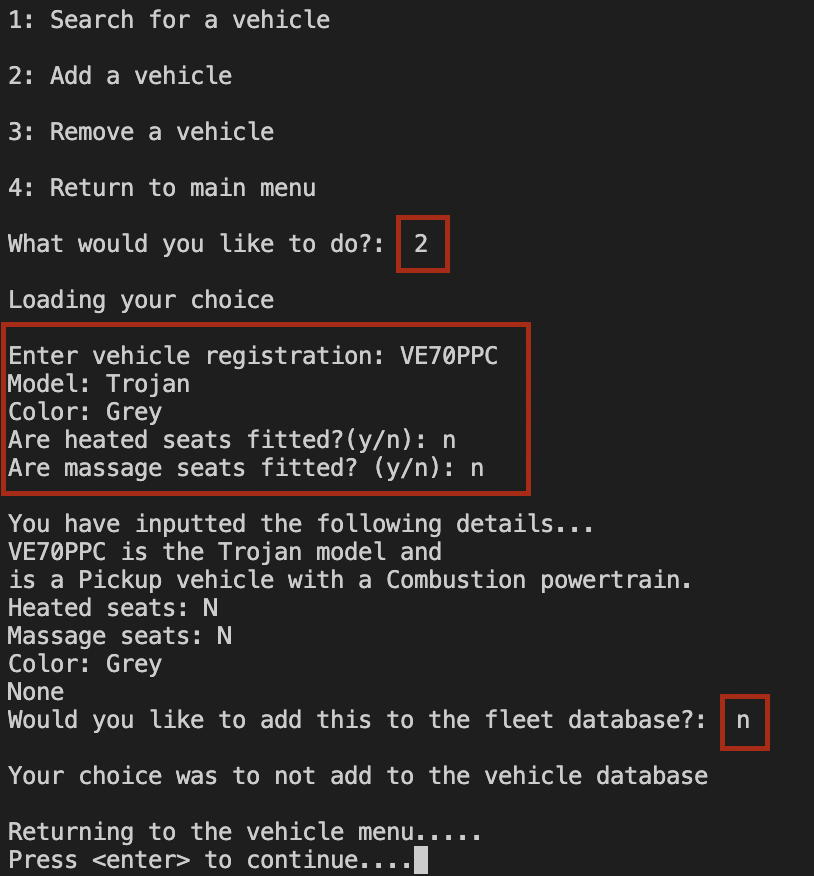 1: Search for a vehicle
2: Add a vehicle
3: Remove a vehicle
4: Return to main menu
What would you like to do?: 2
Loading your choice
Enter vehicle registration: VE70PPC
Model: Trojan
Color: Grey
Are heated seats fitted?(y/n): n
Are massage seats fitted? (y/n): n
You have inputted the following details...
VE70PPC is the Trojan model and
is a Pickup vehicle with a Combustion powertrain.
Heated seats: N
Massage seats: N
Color: Grey
None
Would you like to add this to the fleet database?: n
Your choice was to not add to the vehicle database
Returning to the vehicle menu.....
Press <enter> to continue....